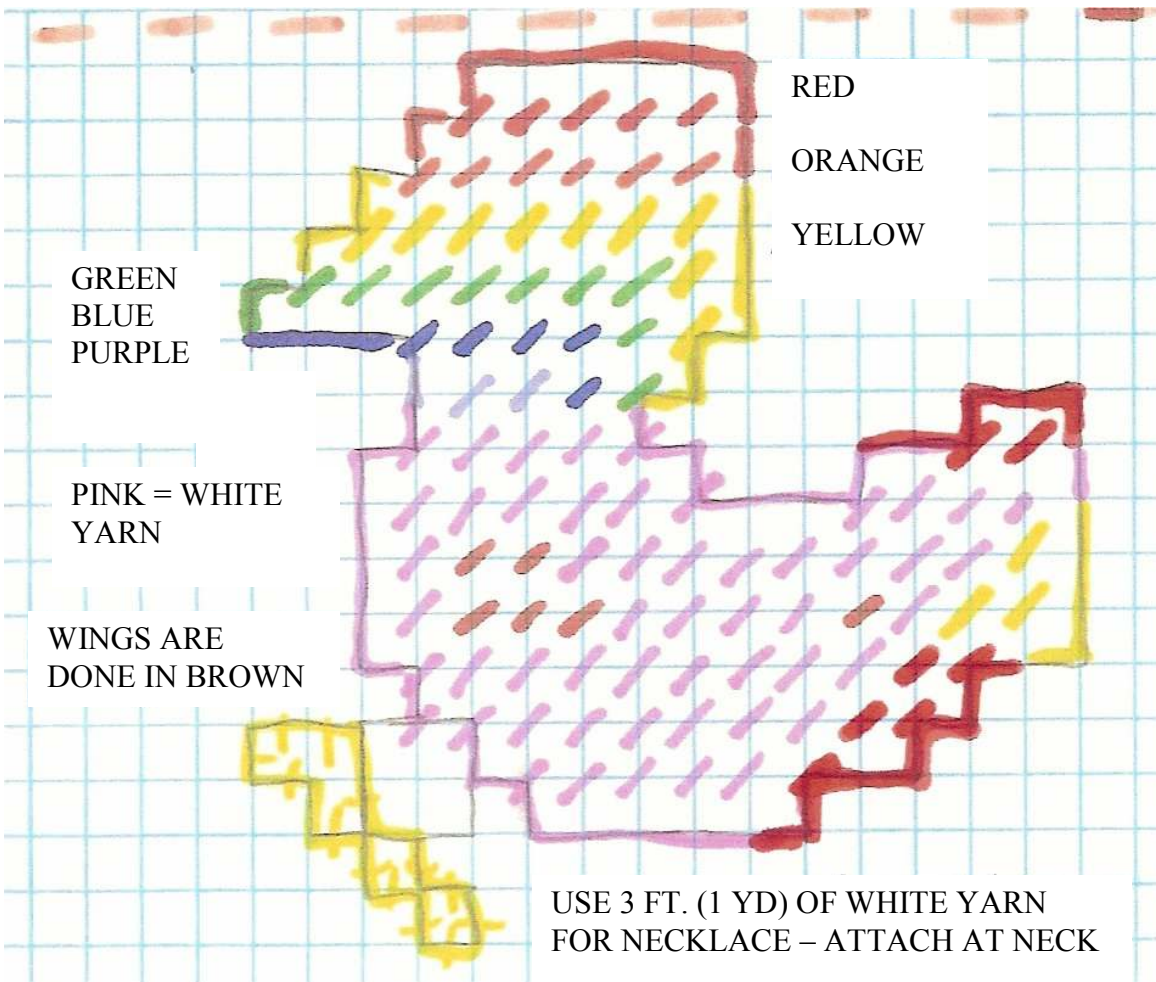 RED
ORANGE
YELLOW
GREEN
BLUE
PURPLE
PINK = WHITE
YARN
WINGS ARE
DONE IN BROWN
USE 3 FT. (1 YD) OF WHITE YARN
FOR NECKLACE – ATTACH AT NECK